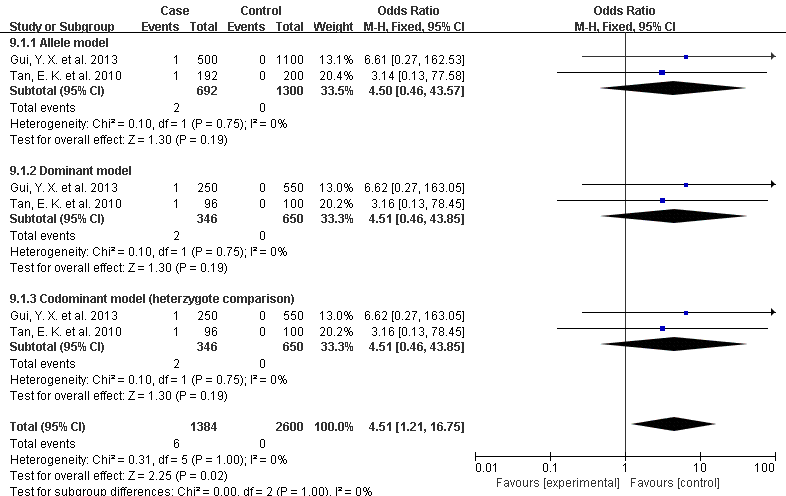 Case Control Odds Ratio Odds Ratio
Study or Subgroup Events Total Events Total Weight M-H, Fixed, 95% CI M-H, Fixed, 95% CI
9.1.1 Allele model
Gui, Y. X. et al. 2013 1 500 0 1100 13.1% 6.61 [0.27, 162.53]
Tan, E. K. et al. 2010 1 192 0 200 20.4% 3.14 [0.13, 77.58]
Subtotal (95% CI) 692 1300 33.5% 4.50 [0.46, 43.57]
Total events 2 0
Heterogeneity: Chi² = 0.10, df = 1 (P = 0.75); I² = 0%
Test for overall effect: Z = 1.30 (P = 0.19)
9.1.2 Dominant model
Gui, Y. X. et al. 2013 1 250 0 550 13.0% 6.62 [0.27, 163.05]
Tan, E. K. et al. 2010 1 96 0 100 20.2% 3.16 [0.13, 78.45]
Subtotal (95% CI) 346 650 33.3% 4.51 [0.46, 43.85]
Total events 2 0
Heterogeneity: Chi² = 0.10, df = 1 (P = 0.75); I² = 0%
Test for overall effect: Z = 1.30 (P = 0.19)
9.1.3 Codominant model (heterzygote comparison)
Gui, Y. X. et al. 2013 1 250 0 550 13.0% 6.62 [0.27, 163.05]
Tan, E. K. et al. 2010 1 96 0 100 20.2% 3.16 [0.13, 78.45]
Subtotal (95% CI) 346 650 33.3% 4.51 [0.46, 43.85]
Total events 2 0
Heterogeneity: Chi² = 0.10, df = 1 (P = 0.75); I² = 0%
Test for overall effect: Z = 1.30 (P = 0.19)
Total (95% CI) 1384 2600 100.0% 4.51 [1.21, 16.75]
Total events 6 0
Heterogeneity: Chi² = 0.31, df = 5 (P = 1.00); I² = 0%
Test for overall effect: Z = 2.25 (P = 0.02)
Test for subgroup differences: Chi² = 0.00, df = 2 (P = 1.00), I² = 0%
0.01 0.1 1 10 100
Favours [experimental] Favours [control]